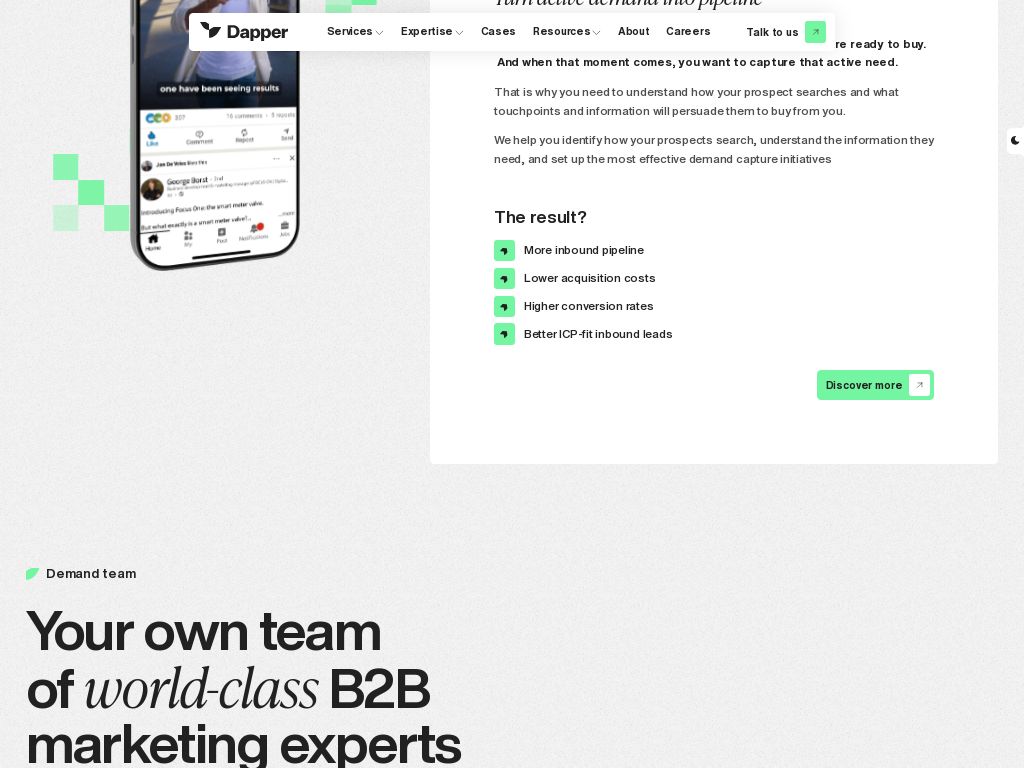 Turn active demand into pipeline
Dapper
Services
Expertise
Cases
Resources
About
Careers
Talk to us
re ready to buy.
And when that moment comes, you want to capture that active need.
That is why you need to understand how your prospect searches and what
touchpoints and information will persuade them to buy from you.
We help you identify how your prospects search, understand the information they
need, and set up the most effective demand capture initiatives
The result?
More inbound pipeline
Lower acquisition costs
Higher conversion rates
Better ICP-fit inbound leads
Discover more
one have been seeing results
307
16 comments · 5 reposts
Like
Comment
Repost
Send
Jan De Vries likes this
George Borst · 2nd
Introducing Focus One: the smart meter valve!
...more
But what exactly is a smart meter valve?..
Home
My
Post
Notifications
Jobs
Demand team
Your own team
of world-class B2B
marketing experts